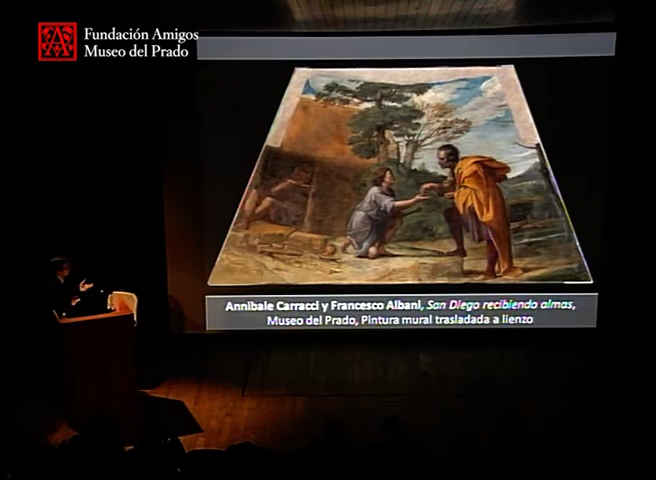 Fundación Amigos
Museo del Prado
Annibale Carracci y Francesco Albani, San Diego recibiendo almas,
Museo del Prado, Pintura mural trasladada a lienzo